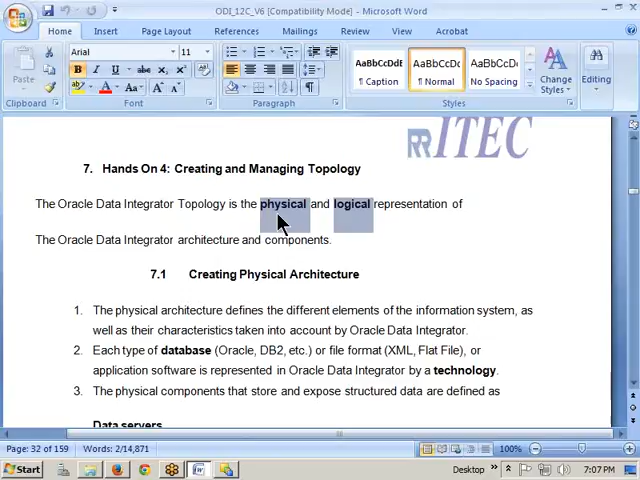 ODI_12C_V6 [Compatibility Mode] - Microsoft Word
Home Insert Page Layout References Mailings Review View Acrobat
Paste
Arial 11
AaBbCcDdE AaBbCcDc AaBbCcDc
¶ Caption ¶ Normal No Spacing
Change Styles
Editing
Clipboard Font Paragraph Styles
RR ITEC
7. Hands On 4: Creating and Managing Topology
The Oracle Data Integrator Topology is the physical and logical representation of
The Oracle Data Integrator architecture and components.
7.1 Creating Physical Architecture
1. The physical architecture defines the different elements of the information system, as
well as their characteristics taken into account by Oracle Data Integrator.
2. Each type of database (Oracle, DB2, etc.) or file format (XML, Flat File), or
application software is represented in Oracle Data Integrator by a technology.
3. The physical components that store and expose structured data are defined as
Data servers
Page: 32 of 159 Words: 2/14,871 100%
Start Desktop 7:07 PM